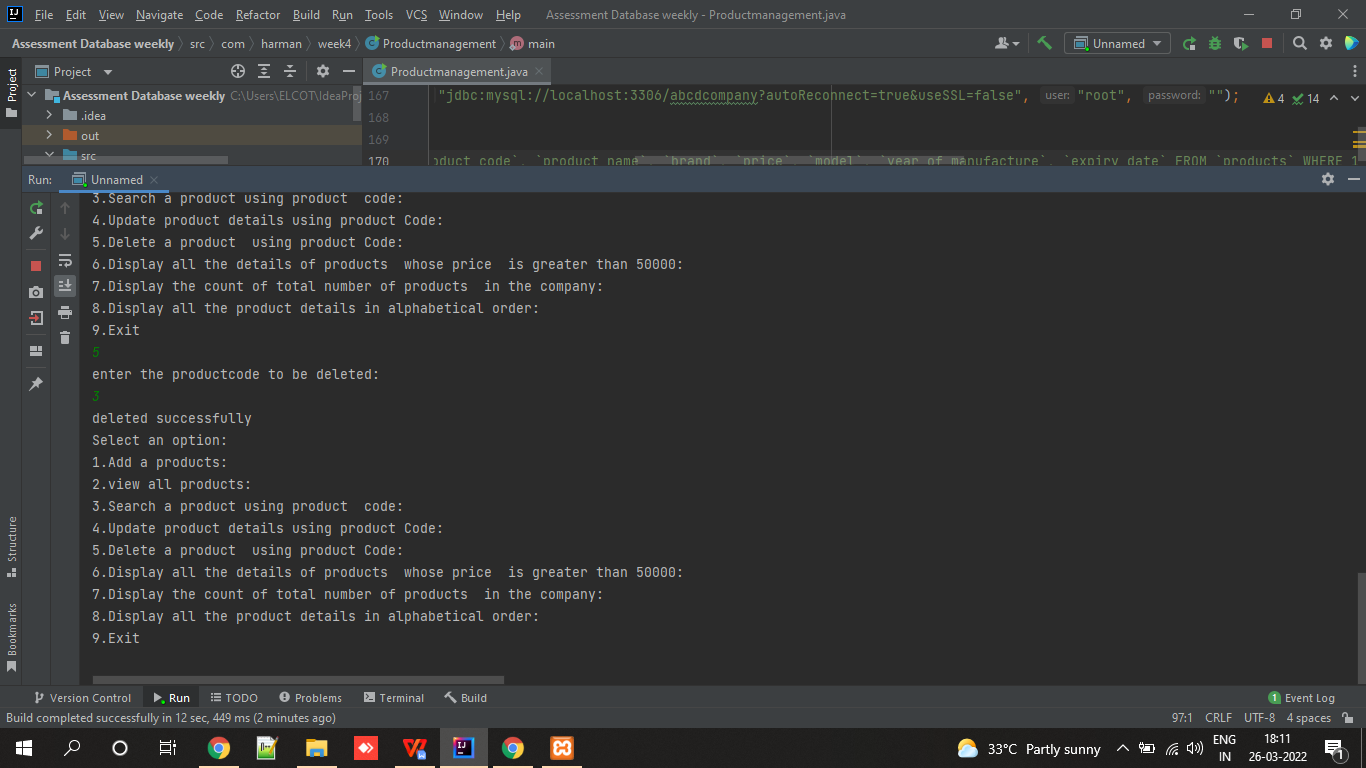 File Edit View Navigate Code Refactor Build Run Tools VCS Window Help Assessment Database weekly - Productmanagement.java
Assessment Database weekly src com harman week4 Productmanagement main Unnamed
Project Productmanagement.java
Project
Assessment Database weekly C:\Users\ELCOT\IdeaProj
.idea
out
src
167 "jdbc:mysql://localhost:3306/abcdcompany?autoReconnect=true&useSSL=false", user: "root", password: ""); 4 14
168
169
170 oduct code`, `product name`, `brand`, `price`, `model`, `year of manufacture`, `expiry date` FROM `products` WHERE 1
Run: Unnamed
3.Search a product using product  code:
4.Update product details using product Code:
5.Delete a product  using product Code:
6.Display all the details of products  whose price  is greater than 50000:
7.Display the count of total number of products  in the company:
8.Display all the product details in alphabetical order:
9.Exit
5
enter the productcode to be deleted:
3
deleted successfully
Select an option:
1.Add a products:
2.view all products:
3.Search a product using product  code:
4.Update product details using product Code:
5.Delete a product  using product Code:
6.Display all the details of products  whose price  is greater than 50000:
7.Display the count of total number of products  in the company:
8.Display all the product details in alphabetical order:
9.Exit
Structure
Bookmarks
Version Control Run TODO Problems Terminal Build 1 Event Log
Build completed successfully in 12 sec, 449 ms (2 minutes ago) 97:1 CRLF UTF-8 4 spaces
33°C Partly sunny ENG IN 18:11 26-03-2022 1